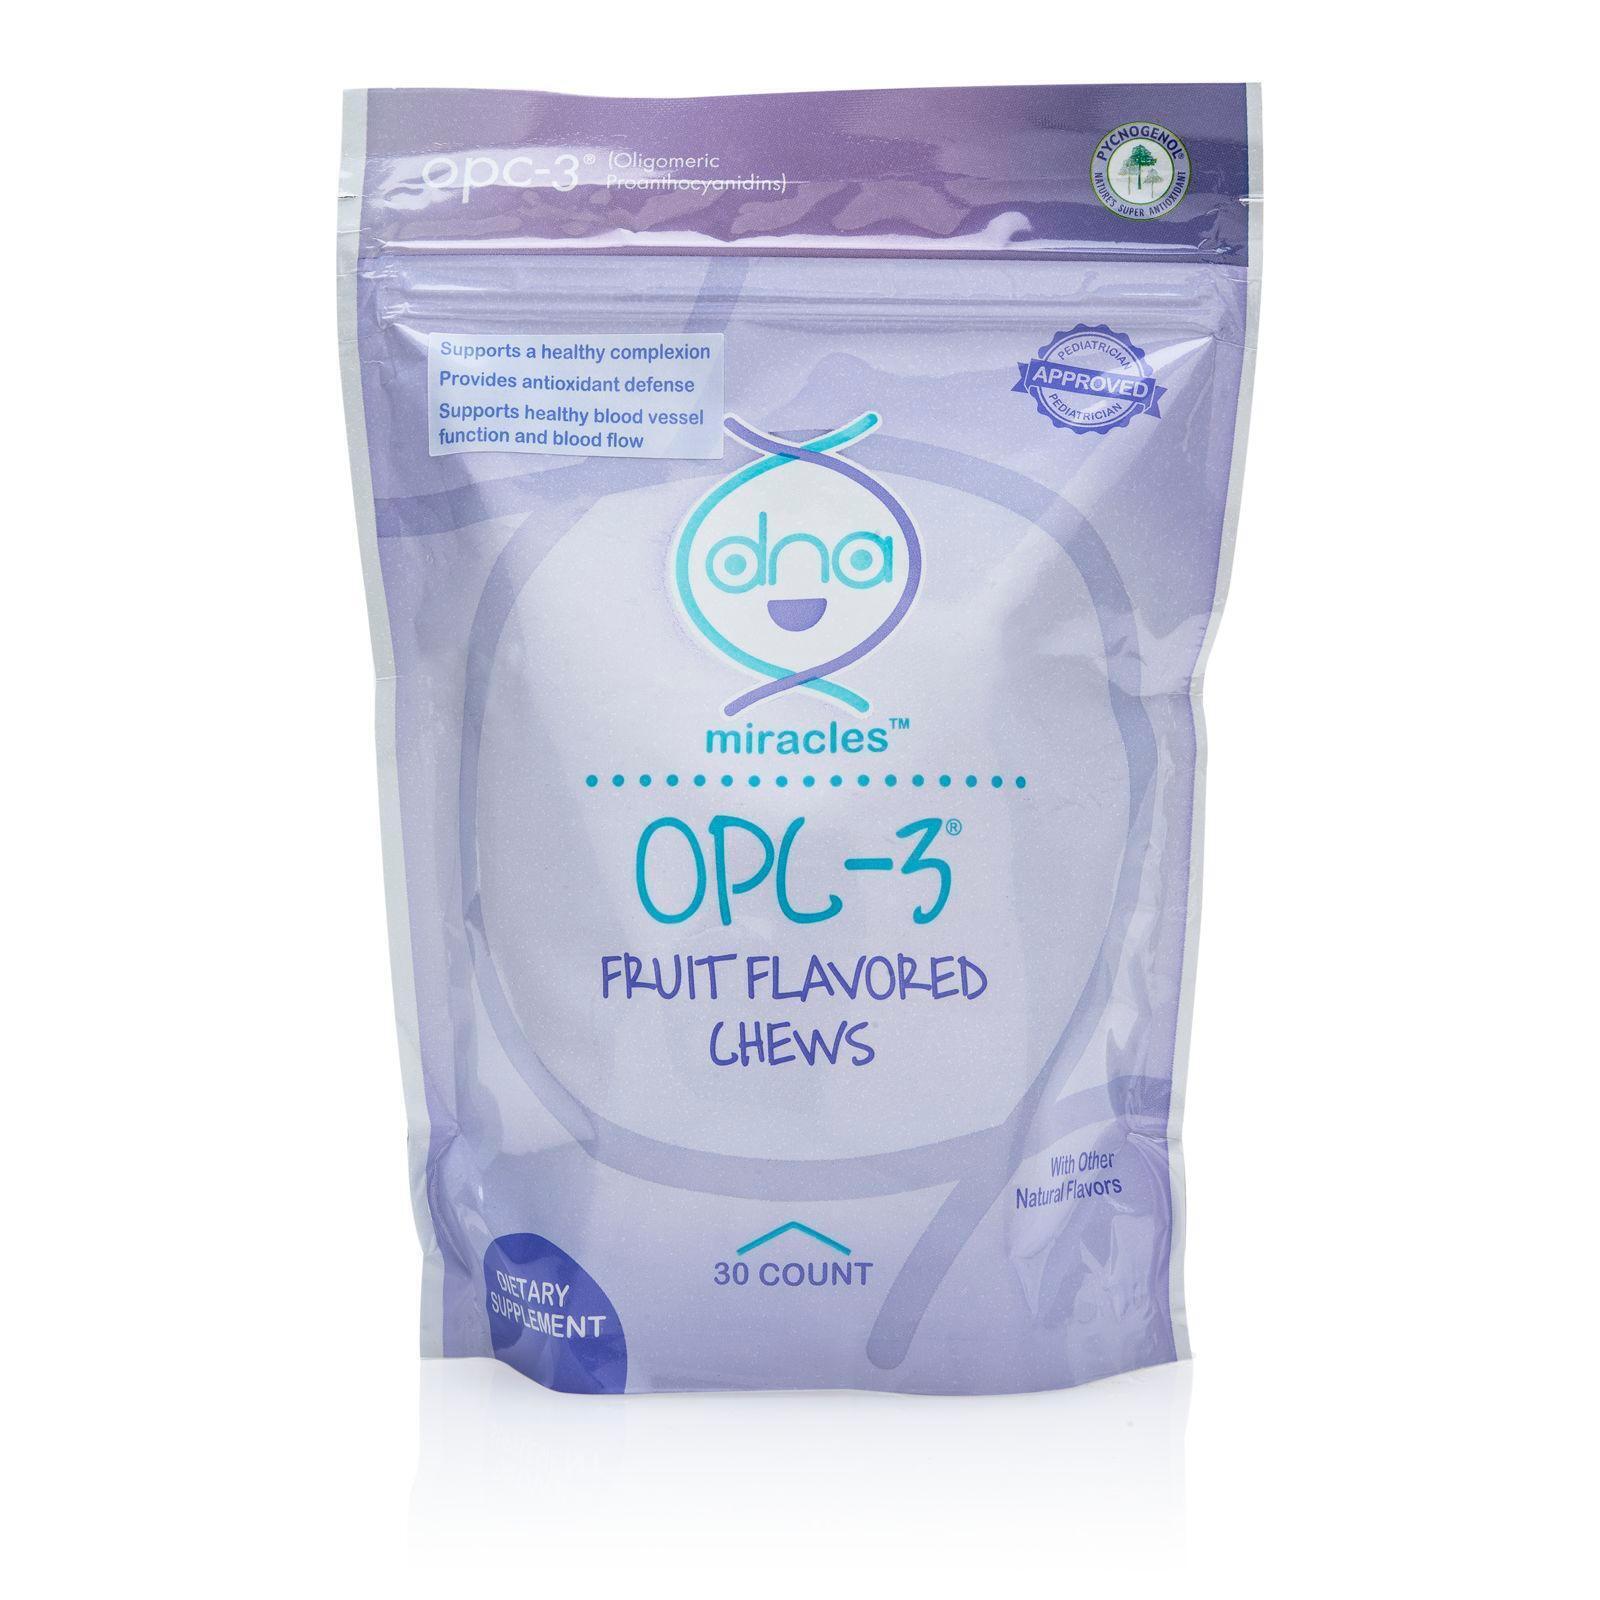 opc-3® (Oligomeric
Proanthocyanidins)
PYCNOGENOL®
NATURE'S SUPER ANTIOXIDANT
Supports a healthy complexion
Provides antioxidant defense
Supports healthy blood vessel
function and blood flow
PEDIATRICIAN
APPROVED
PEDIATRICIAN
dna
miracles™
OPC-3®
FRUIT FLAVORED
CHEWS
With Other
Natural Flavors
30 COUNT
DIETARY
SUPPLEMENT